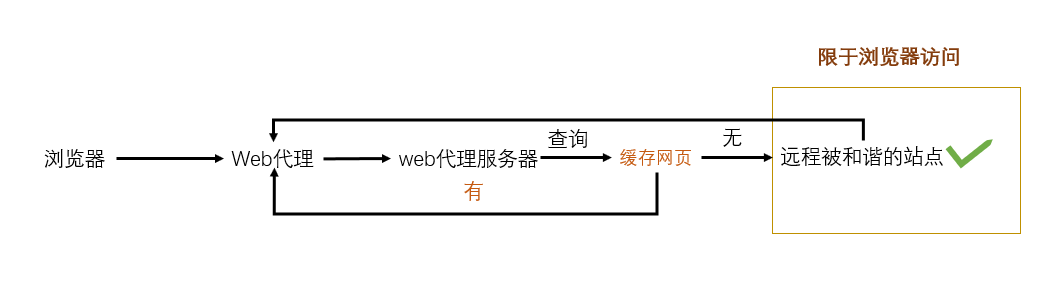 限于浏览器访问
浏览器
Web代理
web代理服务器
查询
缓存网页
无
远程被和谐的站点
有